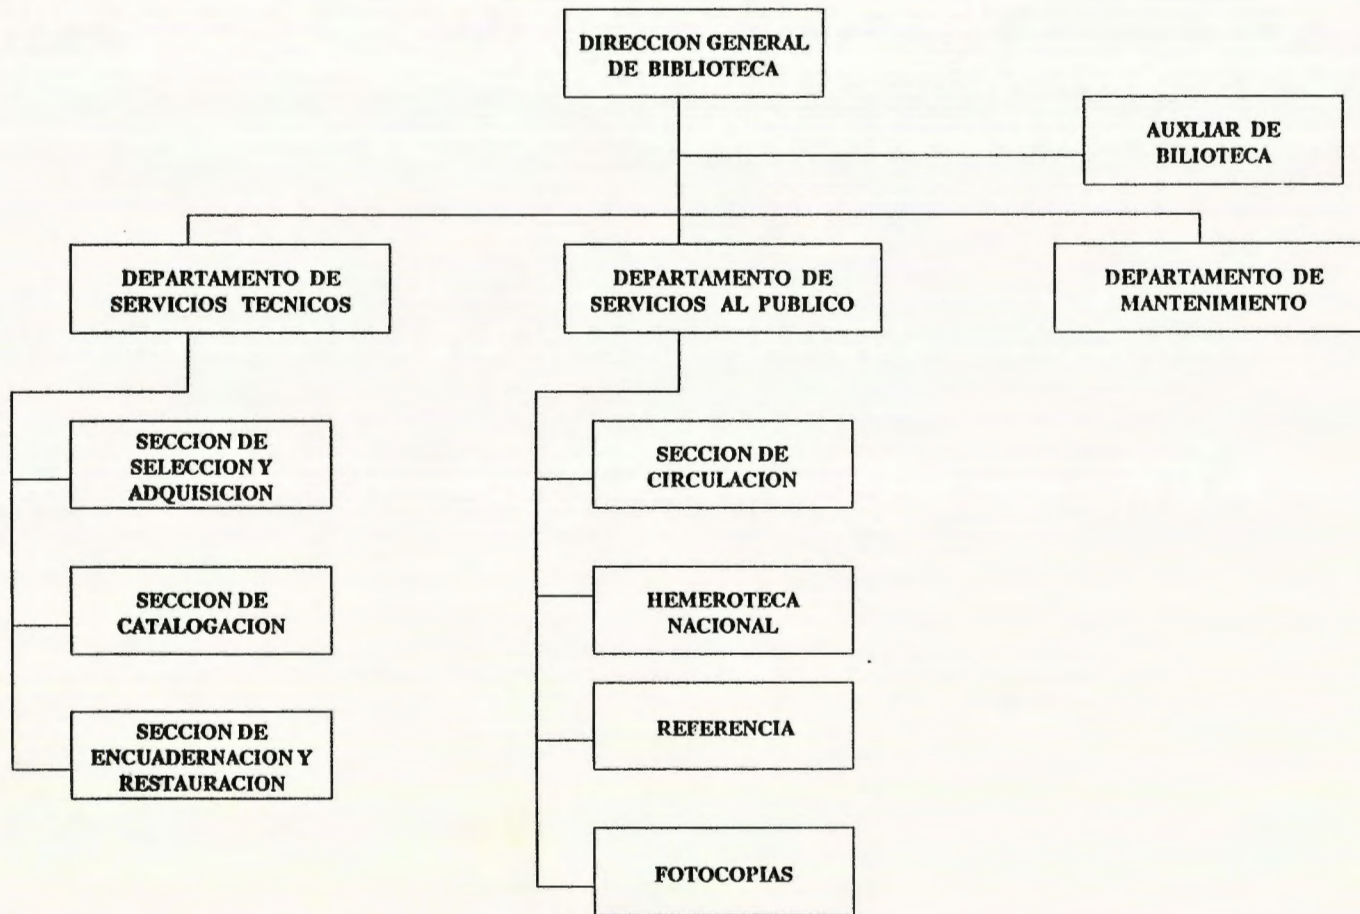 DIRECCION GENERAL
DE BIBLIOTECA
AUXLIAR DE
BILIOTECA
DEPARTAMENTO DE
SERVICIOS TECNICOS
DEPARTAMENTO DE
SERVICIOS AL PUBLICO
DEPARTAMENTO DE
MANTENIMIENTO
SECCION DE
SELECCION Y
ADQUISICION
SECCION DE
CATALOGACION
SECCION DE
ENCUADERNACION Y
RESTAURACION
SECCION DE
CIRCULACION
HEMEROTECA
NACIONAL
REFERENCIA
FOTOCOPIAS